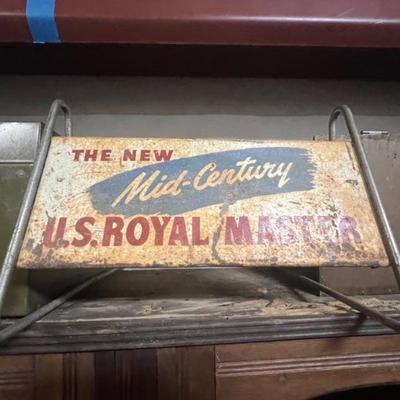 THE NEW
Mid-Century
U.S. ROYAL MASTER